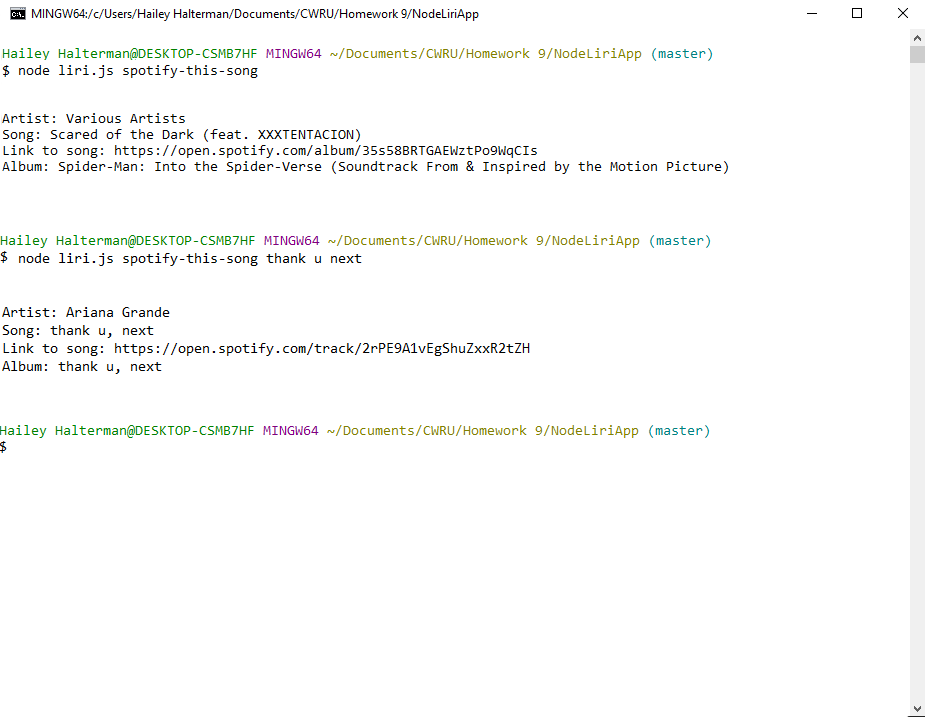 MINGW64:/c/Users/Hailey Halterman/Documents/CWRU/Homework 9/NodeLiriApp
Hailey Halterman@DESKTOP-CSMB7HF MINGW64 ~/Documents/CWRU/Homework 9/NodeLiriApp (master)
$ node liri.js spotify-this-song
Artist: Various Artists
Song: Scared of the Dark (feat. XXXTENTACION)
Link to song: https://open.spotify.com/album/35s58BRTGAEWztPo9WqCIs
Album: Spider-Man: Into the Spider-Verse (Soundtrack From & Inspired by the Motion Picture)
Hailey Halterman@DESKTOP-CSMB7HF MINGW64 ~/Documents/CWRU/Homework 9/NodeLiriApp (master)
$ node liri.js spotify-this-song thank u next
Artist: Ariana Grande
Song: thank u, next
Link to song: https://open.spotify.com/track/2rPE9A1vEgShuZxxR2tZH
Album: thank u, next
Hailey Halterman@DESKTOP-CSMB7HF MINGW64 ~/Documents/CWRU/Homework 9/NodeLiriApp (master)
$